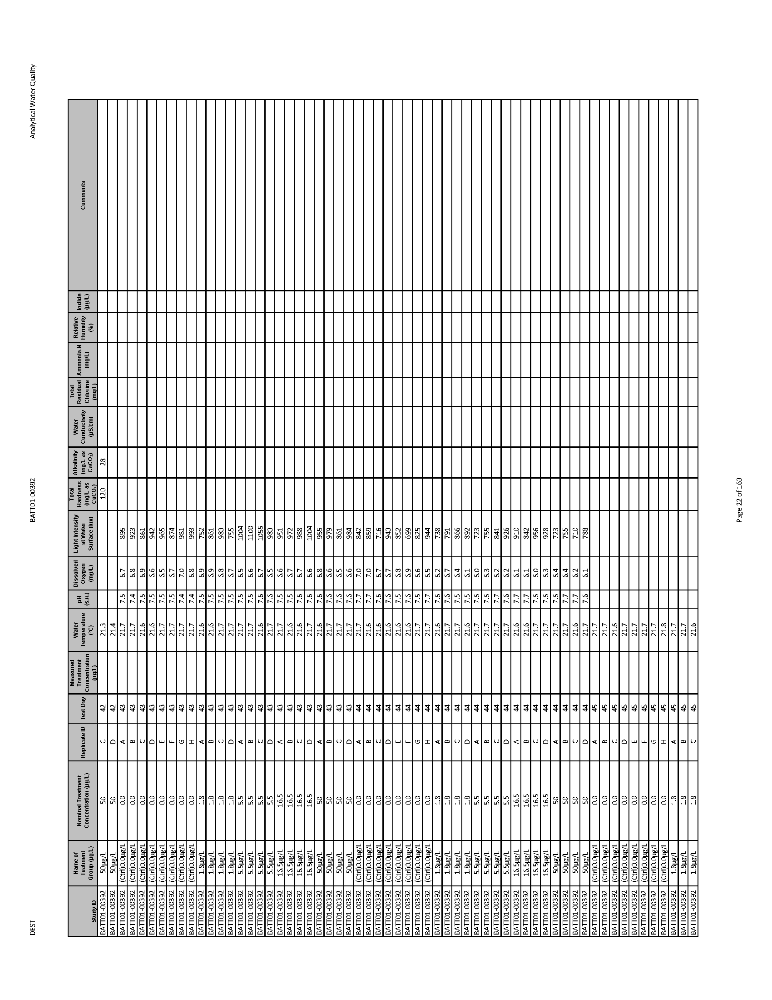 DEST BATT01-00392 Analytical Water Quality
Study ID | Name of Teatment Group (µg/L) | Nominal Treatment Concentration (µg/L) | Replicate ID | Test Day | Measured Treatment Concentration (µg/L) | Water Temperature (°C) | pH (s.u.) | Dissolved Oxygen (mg/L) | Light Intensity at Water Surface (lux) | Total Hardness (mg/L as CaCO₃) | Alkalinity (mg/L as CaCO₃) | Water Conductivity (µS/cm) | Total Residual Chlorine (mg/L) | Ammonia-N (mg/L) | Relative Humidity (%) | Iodide (µg/L) | Comments
BATT01-00392 50µg/L 50 C 42 21.3 120 28
BATT01-00392 50µg/L 50 D 42 21.4
BATT01-00392 (Ctrl)0.0µg/L 0.0 A 43 21.7 7.5 6.7 895
BATT01-00392 (Ctrl)0.0µg/L 0.0 B 43 21.7 7.4 6.8 923
BATT01-00392 (Ctrl)0.0µg/L 0.0 C 43 21.6 7.5 6.9 861
BATT01-00392 (Ctrl)0.0µg/L 0.0 D 43 21.6 7.5 6.6 942
BATT01-00392 (Ctrl)0.0µg/L 0.0 E 43 21.7 7.5 6.5 965
BATT01-00392 (Ctrl)0.0µg/L 0.0 F 43 21.7 7.5 6.7 874
BATT01-00392 (Ctrl)0.0µg/L 0.0 G 43 21.7 7.4 7.0 981
BATT01-00392 (Ctrl)0.0µg/L 0.0 H 43 21.7 7.4 6.8 993
BATT01-00392 1.8µg/L 1.8 A 43 21.6 7.5 6.9 752
BATT01-00392 1.8µg/L 1.8 B 43 21.6 7.5 6.9 861
BATT01-00392 1.8µg/L 1.8 C 43 21.7 7.5 6.8 983
BATT01-00392 1.8µg/L 1.8 D 43 21.7 7.5 6.7 755
BATT01-00392 5.5µg/L 5.5 A 43 21.7 7.5 6.5 1004
BATT01-00392 5.5µg/L 5.5 B 43 21.7 7.5 6.6 1100
BATT01-00392 5.5µg/L 5.5 C 43 21.6 7.6 6.7 1055
BATT01-00392 5.5µg/L 5.5 D 43 21.7 7.6 6.5 983
BATT01-00392 16.5µg/L 16.5 A 43 21.7 7.5 6.6 951
BATT01-00392 16.5µg/L 16.5 B 43 21.6 7.5 6.7 972
BATT01-00392 16.5µg/L 16.5 C 43 21.6 7.6 6.7 988
BATT01-00392 16.5µg/L 16.5 D 43 21.7 7.6 6.6 1004
BATT01-00392 50µg/L 50 A 43 21.6 7.6 6.8 955
BATT01-00392 50µg/L 50 B 43 21.7 7.6 6.6 979
BATT01-00392 50µg/L 50 C 43 21.7 7.6 6.5 861
BATT01-00392 50µg/L 50 D 43 21.7 7.6 6.6 984
BATT01-00392 (Ctrl)0.0µg/L 0.0 A 44 21.7 7.7 7.0 842
BATT01-00392 (Ctrl)0.0µg/L 0.0 B 44 21.6 7.7 7.0 859
BATT01-00392 (Ctrl)0.0µg/L 0.0 C 44 21.6 7.6 6.7 716
BATT01-00392 (Ctrl)0.0µg/L 0.0 D 44 21.6 7.6 6.7 943
BATT01-00392 (Ctrl)0.0µg/L 0.0 E 44 21.6 7.5 6.8 852
BATT01-00392 (Ctrl)0.0µg/L 0.0 F 44 21.6 7.6 6.9 699
BATT01-00392 (Ctrl)0.0µg/L 0.0 G 44 21.7 7.5 6.6 825
BATT01-00392 (Ctrl)0.0µg/L 0.0 H 44 21.7 7.7 6.5 944
BATT01-00392 1.8µg/L 1.8 A 44 21.6 7.6 6.2 738
BATT01-00392 1.8µg/L 1.8 B 44 21.7 7.6 6.7 791
BATT01-00392 1.8µg/L 1.8 C 44 21.7 7.5 6.4 866
BATT01-00392 1.8µg/L 1.8 D 44 21.6 7.5 6.1 892
BATT01-00392 5.5µg/L 5.5 A 44 21.7 7.6 6.0 723
BATT01-00392 5.5µg/L 5.5 B 44 21.7 7.6 6.3 755
BATT01-00392 5.5µg/L 5.5 C 44 21.7 7.7 6.2 841
BATT01-00392 5.5µg/L 5.5 D 44 21.7 7.6 6.2 926
BATT01-00392 16.5µg/L 16.5 A 44 21.6 7.7 6.1 910
BATT01-00392 16.5µg/L 16.5 B 44 21.6 7.7 6.1 842
BATT01-00392 16.5µg/L 16.5 C 44 21.7 7.6 6.0 956
BATT01-00392 16.5µg/L 16.5 D 44 21.7 7.6 6.3 928
BATT01-00392 50µg/L 50 A 44 21.7 7.6 6.4 723
BATT01-00392 50µg/L 50 B 44 21.7 7.7 6.4 755
BATT01-00392 50µg/L 50 C 44 21.6 7.7 6.2 710
BATT01-00392 50µg/L 50 D 44 21.7 7.6 6.1 788
BATT01-00392 (Ctrl)0.0µg/L 0.0 A 45 21.7
BATT01-00392 (Ctrl)0.0µg/L 0.0 B 45 21.7
BATT01-00392 (Ctrl)0.0µg/L 0.0 C 45 21.6
BATT01-00392 (Ctrl)0.0µg/L 0.0 D 45 21.7
BATT01-00392 (Ctrl)0.0µg/L 0.0 E 45 21.7
BATT01-00392 (Ctrl)0.0µg/L 0.0 F 45 21.7
BATT01-00392 (Ctrl)0.0µg/L 0.0 G 45 21.7
BATT01-00392 (Ctrl)0.0µg/L 0.0 H 45 21.8
BATT01-00392 1.8µg/L 1.8 A 45 21.7
BATT01-00392 1.8µg/L 1.8 B 45 21.7
BATT01-00392 1.8µg/L 1.8 C 45 21.6
Page 22 of 163